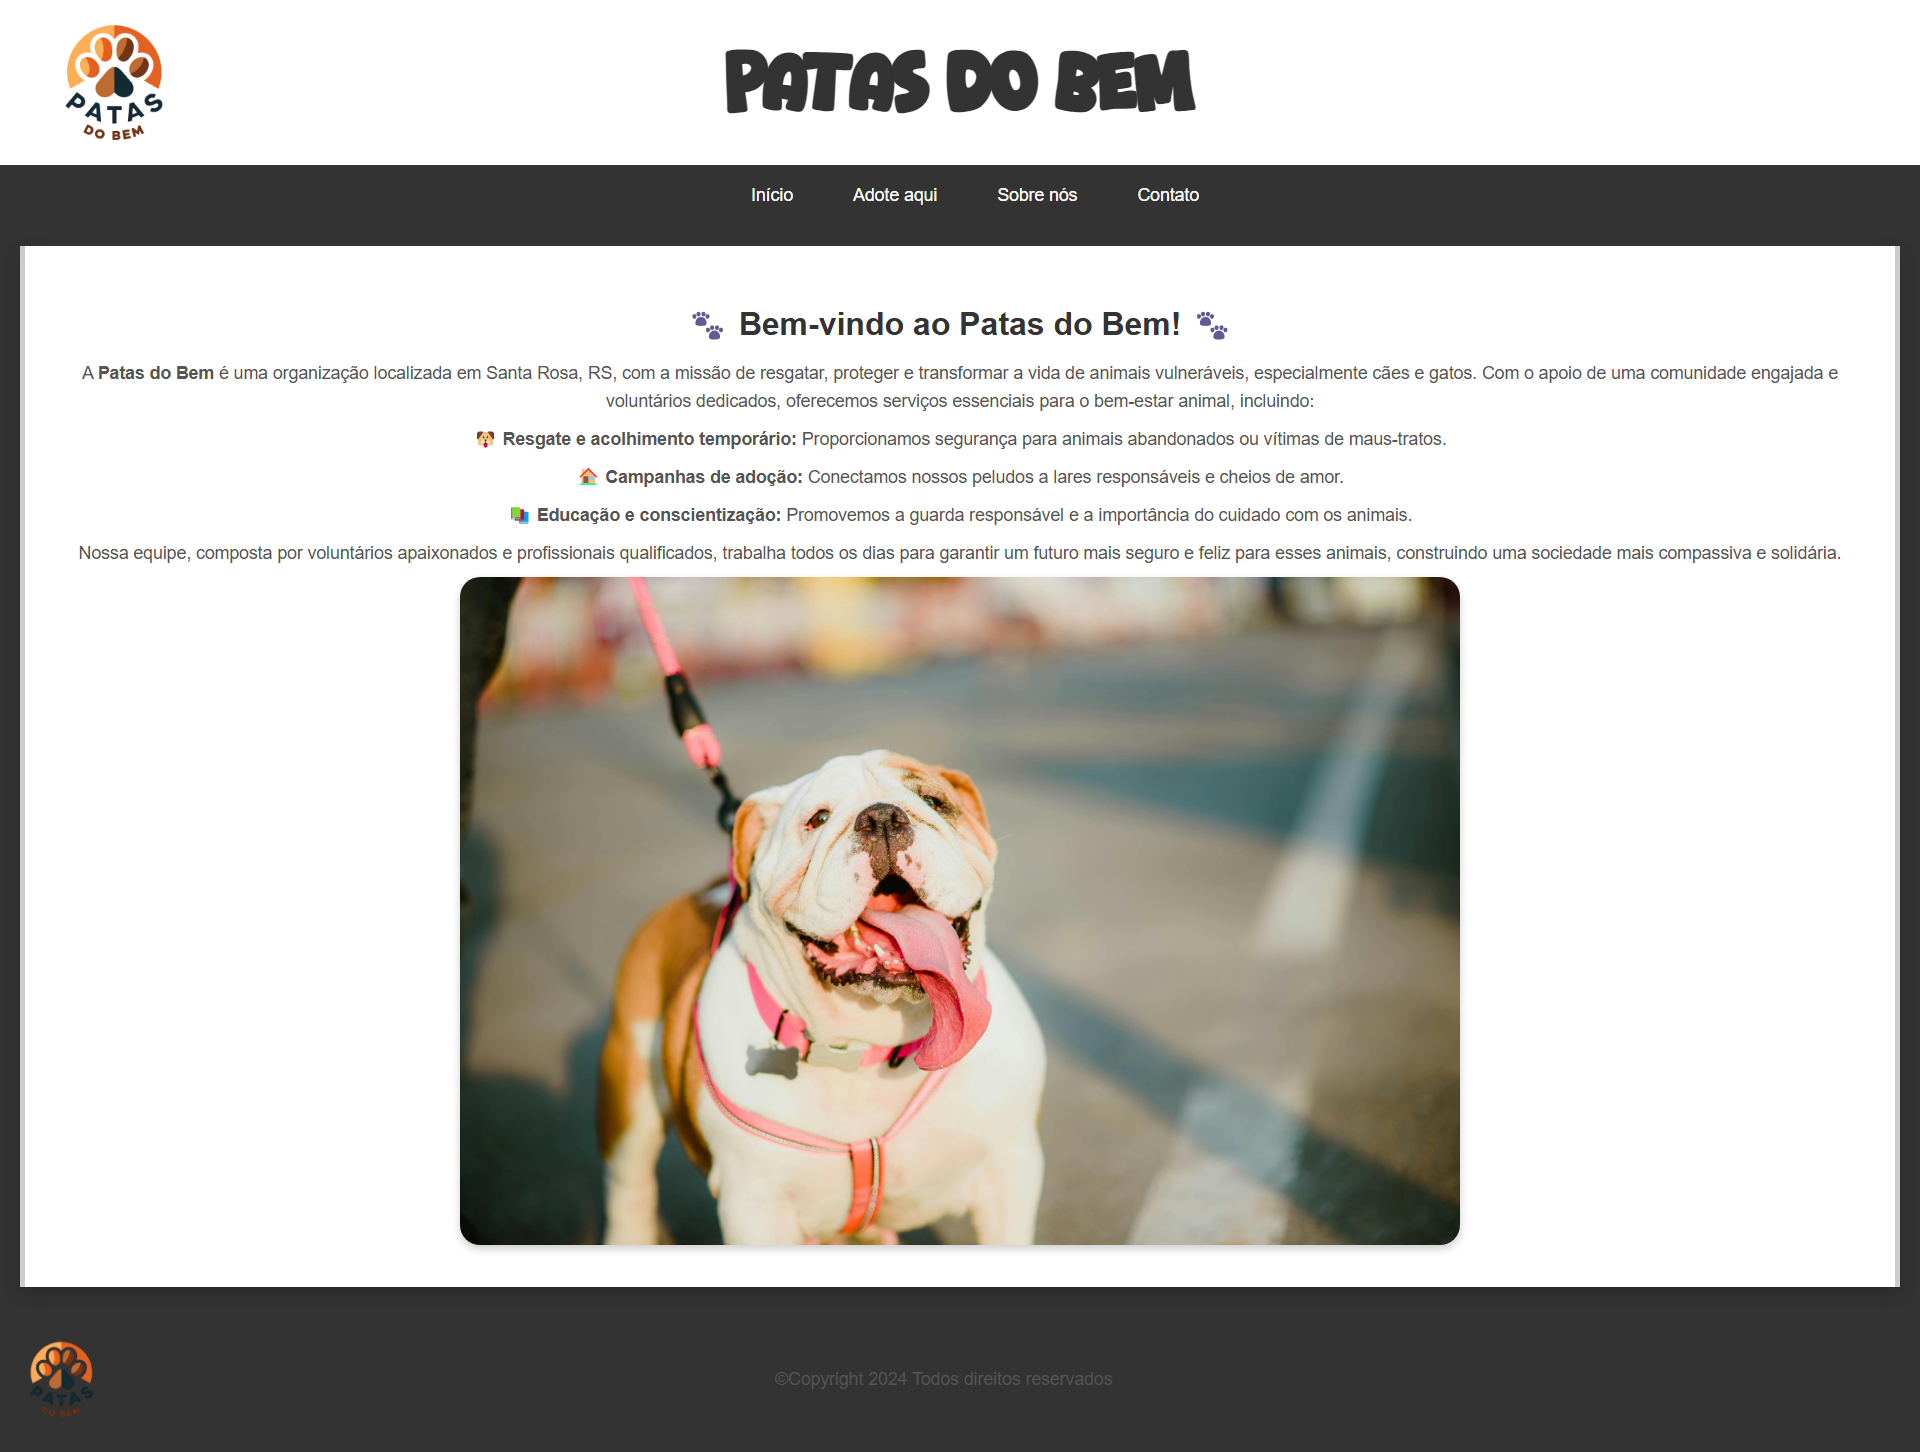 PATAS
DO BEM
PATAS DO BEM
Início Adote aqui Sobre nós Contato
🐾 Bem-vindo ao Patas do Bem! 🐾
A Patas do Bem é uma organização localizada em Santa Rosa, RS, com a missão de resgatar, proteger e transformar a vida de animais vulneráveis, especialmente cães e gatos. Com o apoio de uma comunidade engajada e
voluntários dedicados, oferecemos serviços essenciais para o bem-estar animal, incluindo:
🐶 Resgate e acolhimento temporário: Proporcionamos segurança para animais abandonados ou vítimas de maus-tratos.
🏠 Campanhas de adoção: Conectamos nossos peludos a lares responsáveis e cheios de amor.
📚 Educação e conscientização: Promovemos a guarda responsável e a importância do cuidado com os animais.
Nossa equipe, composta por voluntários apaixonados e profissionais qualificados, trabalha todos os dias para garantir um futuro mais seguro e feliz para esses animais, construindo uma sociedade mais compassiva e solidária.
PATAS
DO BEM
©Copyright 2024 Todos direitos reservados